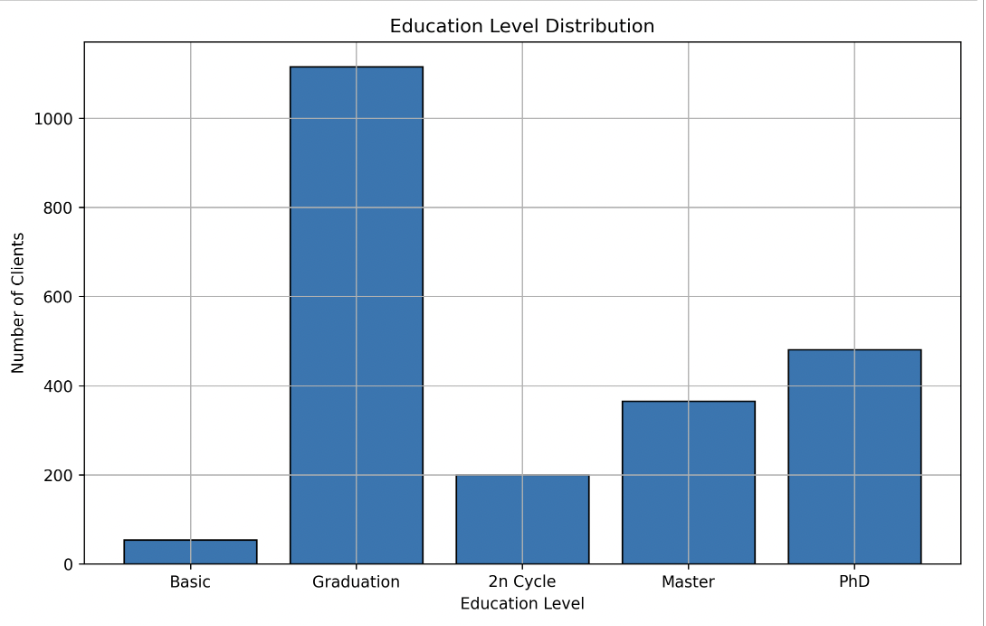 Education Level Distribution
Number of Clients
1000
800
600
400
200
0
Basic Graduation 2n Cycle Master PhD
Education Level